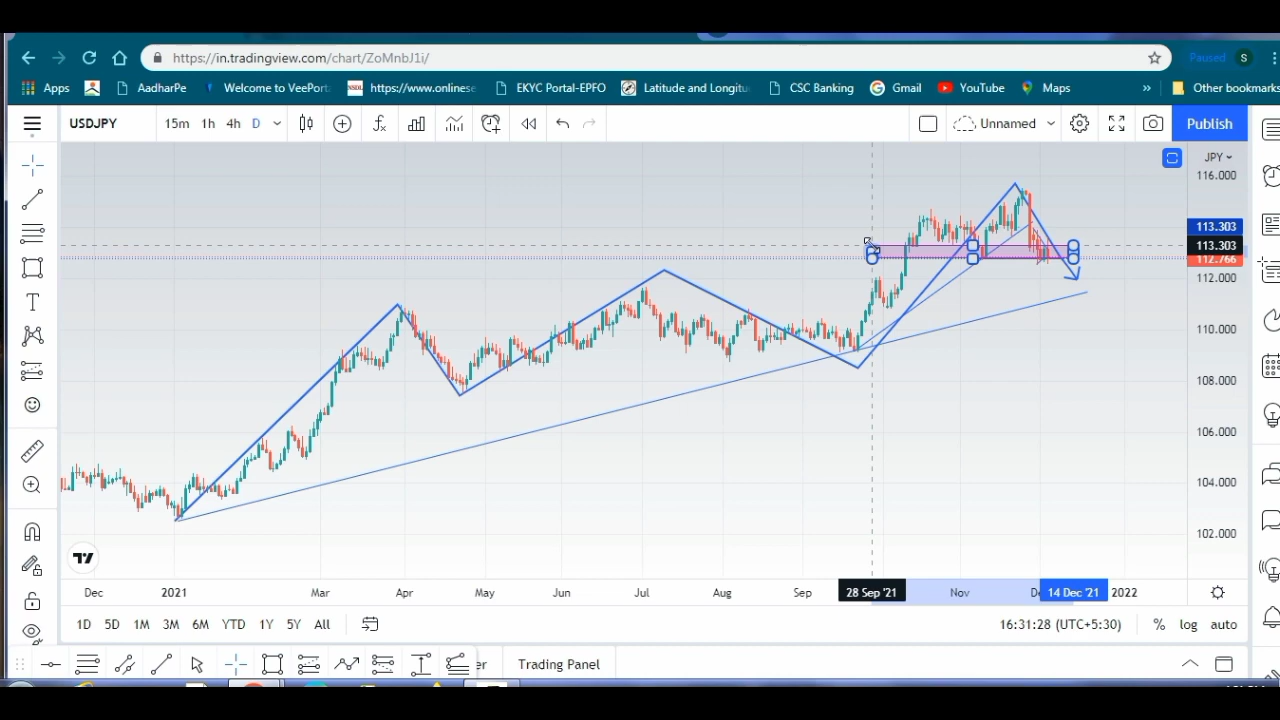 https://in.tradingview.com/chart/ZoMnbJ1i/ Paused S
Apps AadharPe Welcome to VeePort https://www.onlinese EKYC Portal-EPFO Latitude and Longitu CSC Banking Gmail YouTube Maps » Other bookmarks
USDJPY 15m 1h 4h D Unnamed Publish
JPY
116.000
113.303
113.303
112.766
112.000
110.000
108.000
106.000
104.000
102.000
Dec 2021 Mar Apr May Jun Jul Aug Sep 28 Sep '21 Nov 14 Dec '21 2022
1D 5D 1M 3M 6M YTD 1Y 5Y All 16:31:28 (UTC+5:30) % log auto
er Trading Panel